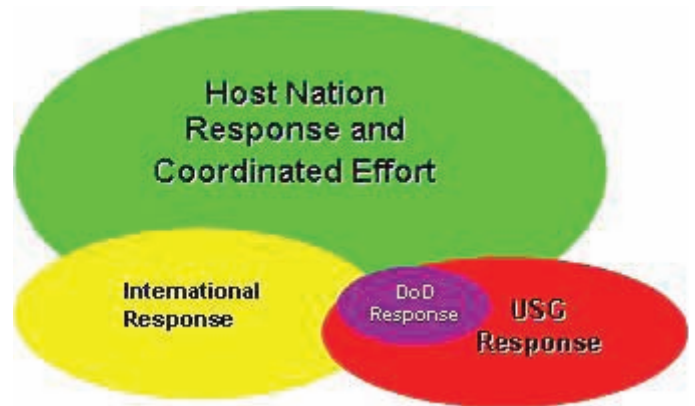 Host Nation
Response and
Coordinated Effort
International
Response
DoD
Response
USG
Response